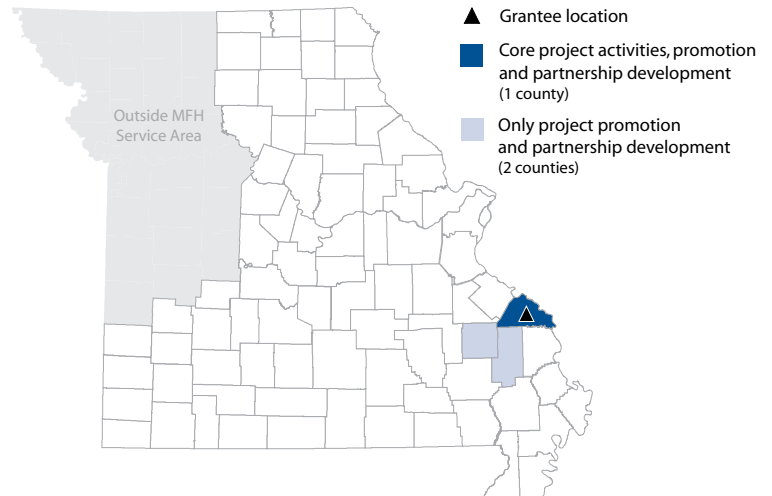 Grantee location
Core project activities, promotion
and partnership development
(1 county)
Outside MFH
Service Area
Only project promotion
and partnership development
(2 counties)